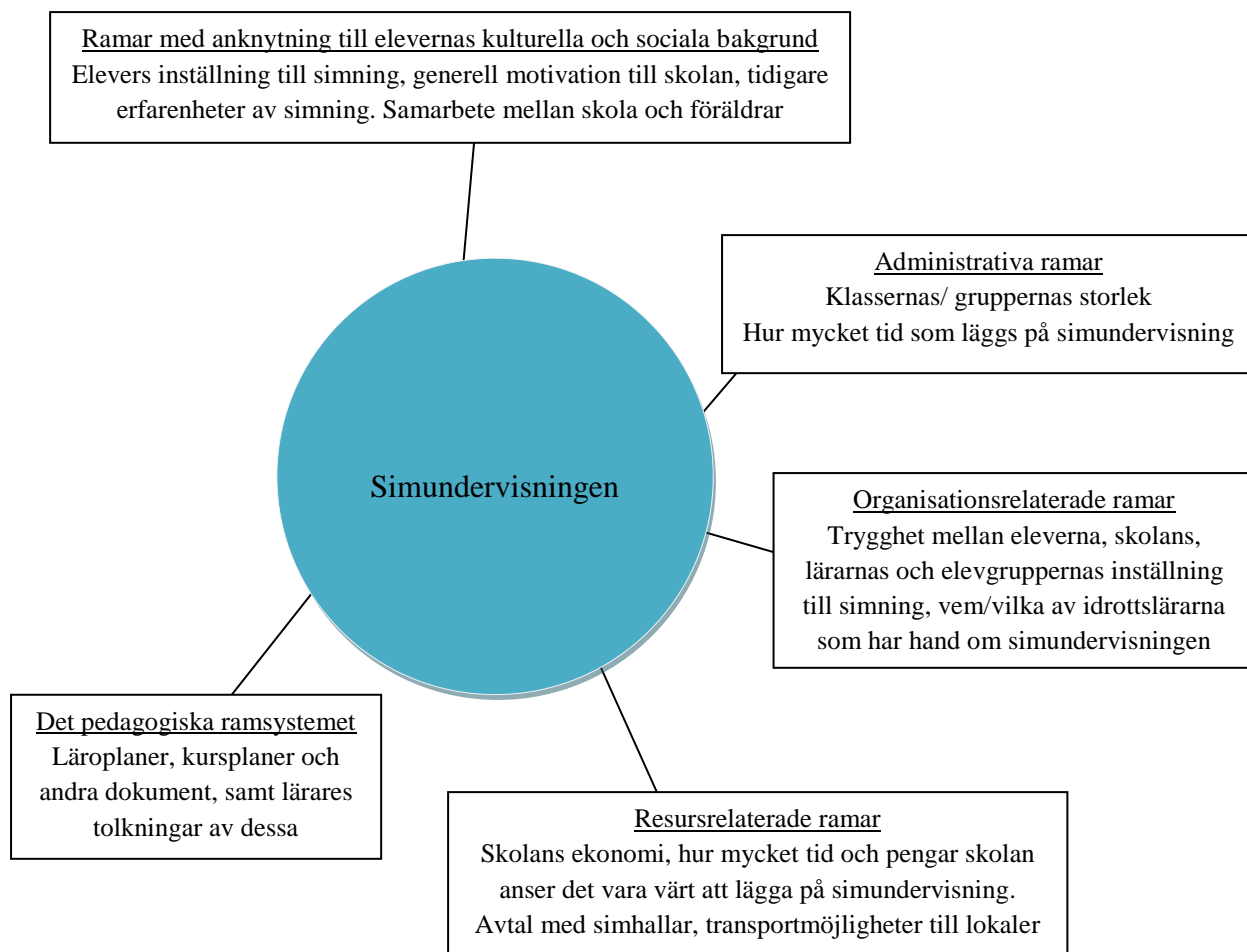 Ramar med anknytning till elevernas kulturella och sociala bakgrund
Elevers inställning till simning, generell motivation till skolan, tidigare
erfarenheter av simning. Samarbete mellan skola och föräldrar
Administrativa ramar
Klassernas/ gruppernas storlek
Hur mycket tid som läggs på simundervisning
Simundervisningen
Organisationsrelaterade ramar
Trygghet mellan eleverna, skolans,
lärarnas och elevgruppernas inställning
till simning, vem/vilka av idrottslärarna
som har hand om simundervisningen
Det pedagogiska ramsystemet
Läroplaner, kursplaner och
andra dokument, samt lärares
tolkningar av dessa
Resursrelaterade ramar
Skolans ekonomi, hur mycket tid och pengar skolan
anser det vara värt att lägga på simundervisning.
Avtal med simhallar, transportmöjligheter till lokaler